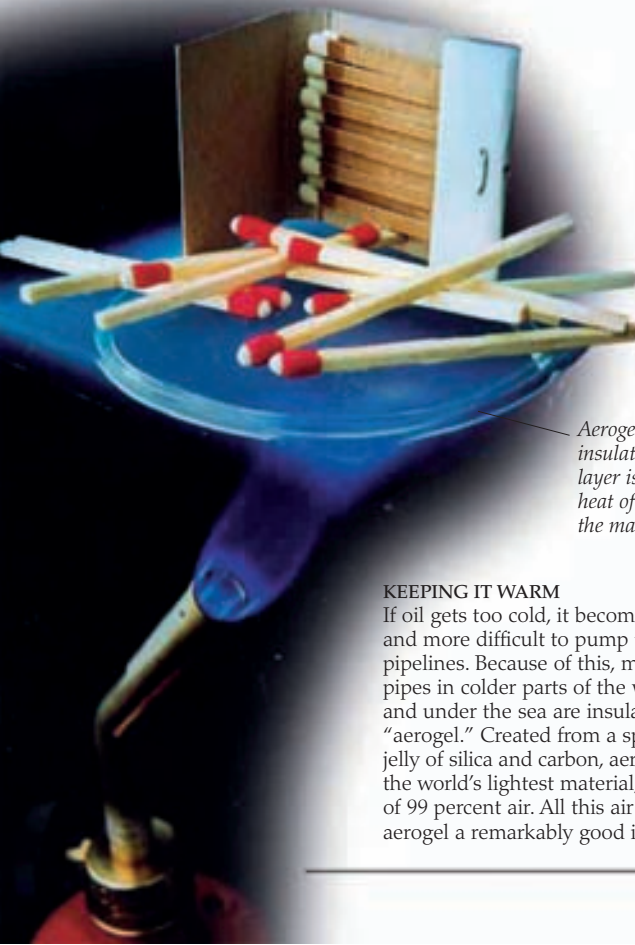 Aeroge
insulat
layer is
heat of
the ma
KEEPING IT WARM
If oil gets too cold, it becom
and more difficult to pump
pipelines. Because of this, m
pipes in colder parts of the w
and under the sea are insula
“aerogel.” Created from a sp
jelly of silica and carbon, aer
the world’s lightest material,
of 99 percent air. All this air
aerogel a remarkably good i